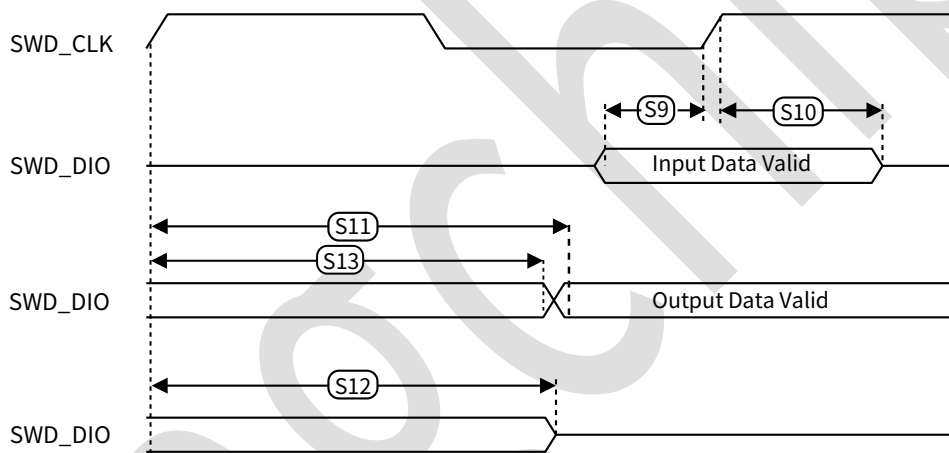 SWD_CLK
S9
S10
SWD_DIO
Input Data Valid
S11
S13
SWD_DIO
Output Data Valid
S12
SWD_DIO